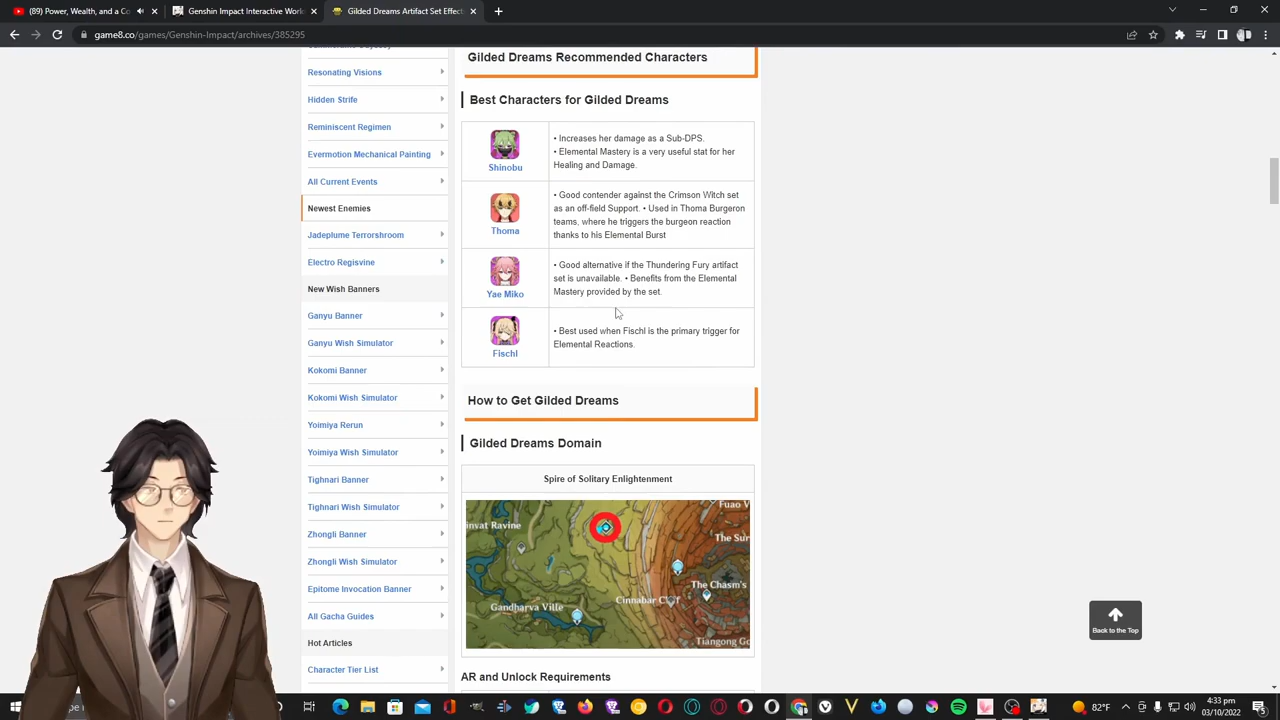 (89) Power, Wealth and a Co
Genshin Impact Interactive Worl
Gilded Dreams Artifact Set Effec
game8.co/games/Genshin-Impact/archives/385295
Resonating Visions
Hidden Strife
Reminiscent Regimen
Evermotion Mechanical Painting
All Current Events
Newest Enemies
Jadeplume Terrorshroom
Electro Regisvine
New Wish Banners
Ganyu Banner
Ganyu Wish Simulator
Kokomi Banner
Kokomi Wish Simulator
Yoimiya Rerun
Yoimiya Wish Simulator
Tighnari Banner
Tighnari Wish Simulator
Zhongli Banner
Zhongli Wish Simulator
Epitome Invocation Banner
All Gacha Guides
Hot Articles
Character Tier List
Gilded Dreams Recommended Characters
Best Characters for Gilded Dreams
Shinobu
• Increases her damage as a Sub-DPS.
• Elemental Mastery is a very useful stat for her
Healing and Damage.
Thoma
• Good contender against the Crimson Witch set
as an off-field Support. • Used in Thoma Burgeron
teams, where he triggers the burgeon reaction
thanks to his Elemental Burst
Yae Miko
• Good alternative if the Thundering Fury artifact
set is unavailable. • Benefits from the Elemental
Mastery provided by the set.
Fischl
• Best used when Fischl is the primary trigger for
Elemental Reactions.
How to Get Gilded Dreams
Gilded Dreams Domain
Spire of Solitary Enlightenment
Fuao V
invat Ravine
The Sur
The Chasm's
Gandharva Ville
Cinnabar Cliff
Tiangong Go
AR and Unlock Requirements
Back to the Top
4:33 pm
03/10/2022